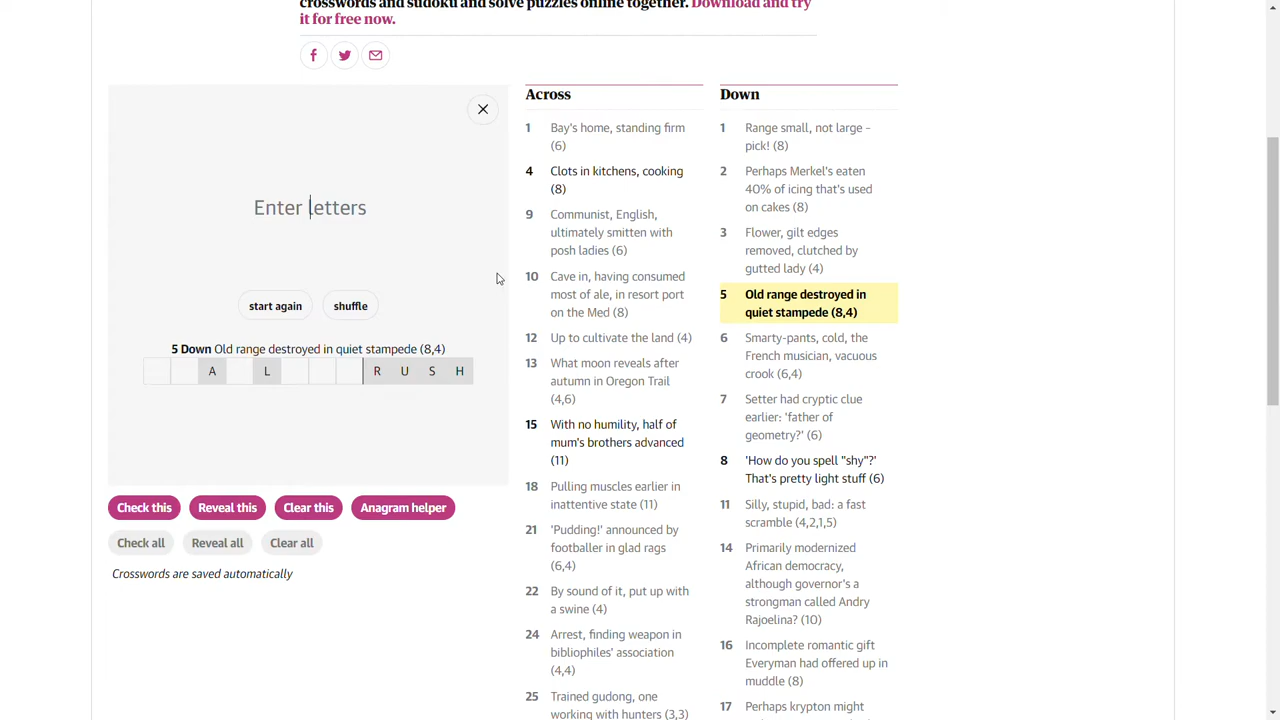 crosswords and sudoku and solve puzzles online together. Download and try
it for free now.
Enter letters
start again
shuffle
5 Down Old range destroyed in quiet stampede (8,4)
A L R U S H
Check this
Reveal this
Clear this
Anagram helper
Check all
Reveal all
Clear all
Crosswords are saved automatically
Across
1 Bay's home, standing firm
(6)
4 Clots in kitchens, cooking
(8)
9 Communist, English,
ultimately smitten with
posh ladies (6)
10 Cave in, having consumed
most of ale, in resort port
on the Med (8)
12 Up to cultivate the land (4)
13 What moon reveals after
autumn in Oregon Trail
(4,6)
15 With no humility, half of
mum's brothers advanced
(11)
18 Pulling muscles earlier in
inattentive state (11)
21 'Pudding!' announced by
footballer in glad rags
(6,4)
22 By sound of it, put up with
a swine (4)
24 Arrest, finding weapon in
bibliophiles' association
(4,4)
25 Trained gudong, one
working with hunters (3,3)
Down
1 Range small, not large –
pick! (8)
2 Perhaps Merkel's eaten
40% of icing that's used
on cakes (8)
3 Flower, gilt edges
removed, clutched by
gutted lady (4)
5 Old range destroyed in
quiet stampede (8,4)
6 Smarty-pants, cold, the
French musician, vacuous
crook (6,4)
7 Setter had cryptic clue
earlier: 'father of
geometry?' (6)
8 'How do you spell "shy"?'
That's pretty light stuff (6)
11 Silly, stupid, bad: a fast
scramble (4,2,1,5)
14 Primarily modernized
African democracy,
although governor's a
strongman called Andry
Rajoelina? (10)
16 Incomplete romantic gift
Everyman had offered up in
muddle (8)
17 Perhaps krypton might